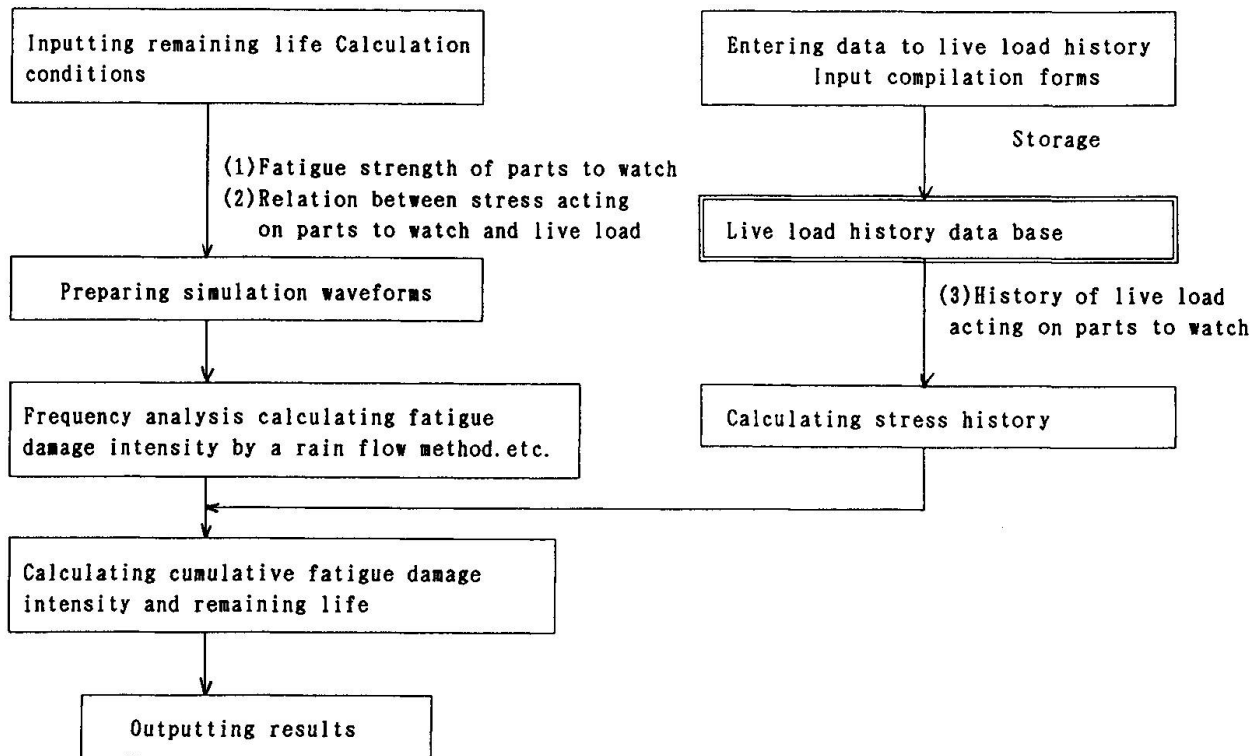 Inputting remaining life Calculation
conditions
(1)Fatigue strength of parts to watch
(2)Relation between stress acting
on parts to watch and live load
Preparing simulation waveforms
Frequency analysis calculating fatigue
damage intensity by a rain flow method.etc.
Calculating cumulative fatigue damage
intensity and remaining life
Outputting results
Entering data to live load history
Input compilation forms
Storage
Live load history data base
(3)History of live load
acting on parts to watch
Calculating stress history